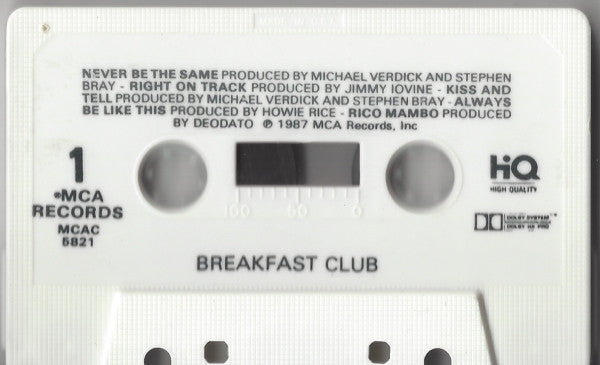 MADE IN U.S.A.
NEVER BE THE SAME PRODUCED BY MICHAEL VERDICK AND STEPHEN
BRAY - RIGHT ON TRACK PRODUCED BY JIMMY IOVINE - KISS AND
TELL PRODUCED BY MICHAEL VERDICK AND STEPHEN BRAY - ALWAYS
BE LIKE THIS PRODUCED BY HOWIE RICE - RICO MAMBO PRODUCED
BY DEODATO ℗ 1987 MCA Records, Inc
1
*MCA
RECORDS
MCAC
5821
100 50 0
HiQ
HIGH QUALITY
DOLBY SYSTEM
DOLBY HX PRO
BREAKFAST CLUB